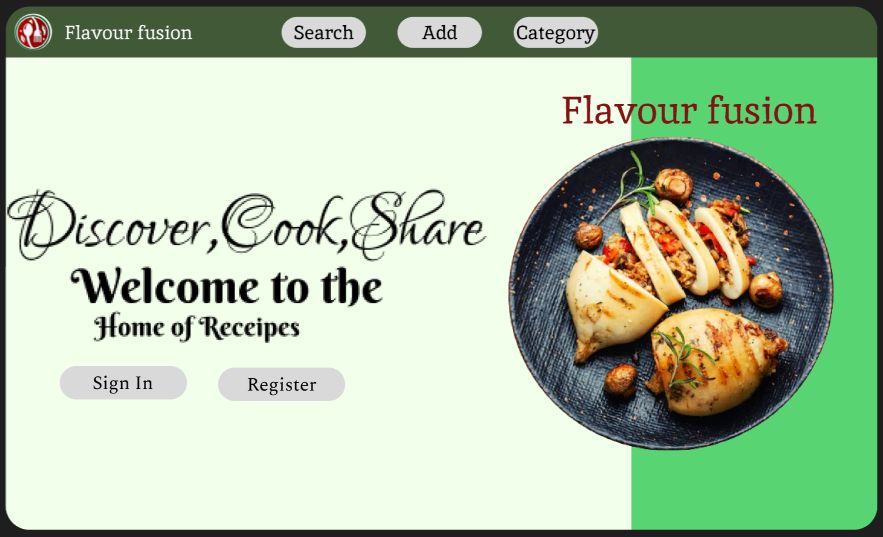 Flavour fusion Search Add Category
Flavour fusion
Discover,Cook,Share
Welcome to the
Home of Receipes
Sign In Register